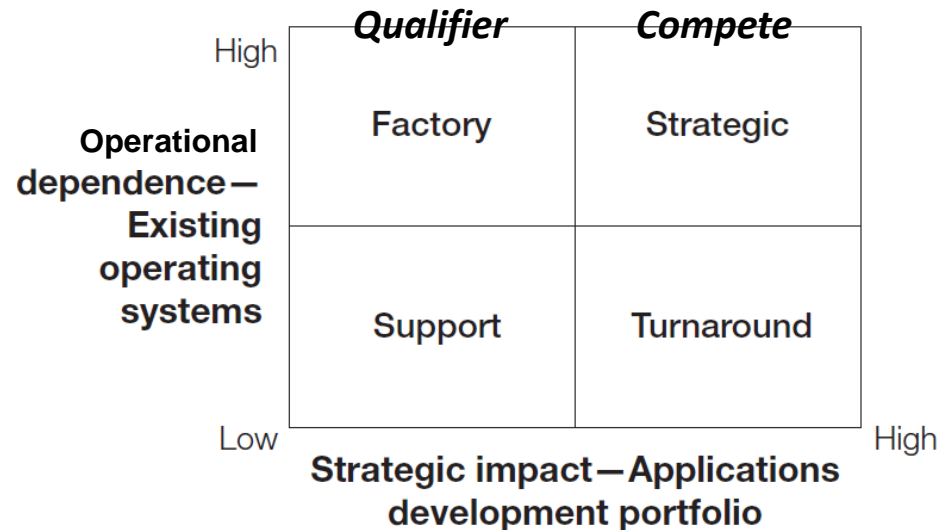 Qualifier Compete
High
Factory Strategic
Operational
dependence—
Existing
operating
systems
Support Turnaround
Low High
Strategic impact—Applications
development portfolio